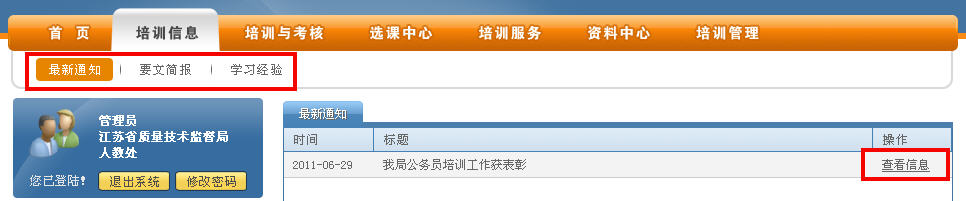 首 页 培训信息 培训与考核 选课中心 培训服务 资料中心 培训管理
最新通知 要文简报 学习经验
管理员
江苏省质量技术监督局
人教处
您已登陆! 退出系统 修改密码
最新通知
时间 标题 操作
2011-06-29 我局公务员培训工作获表彰 查看信息